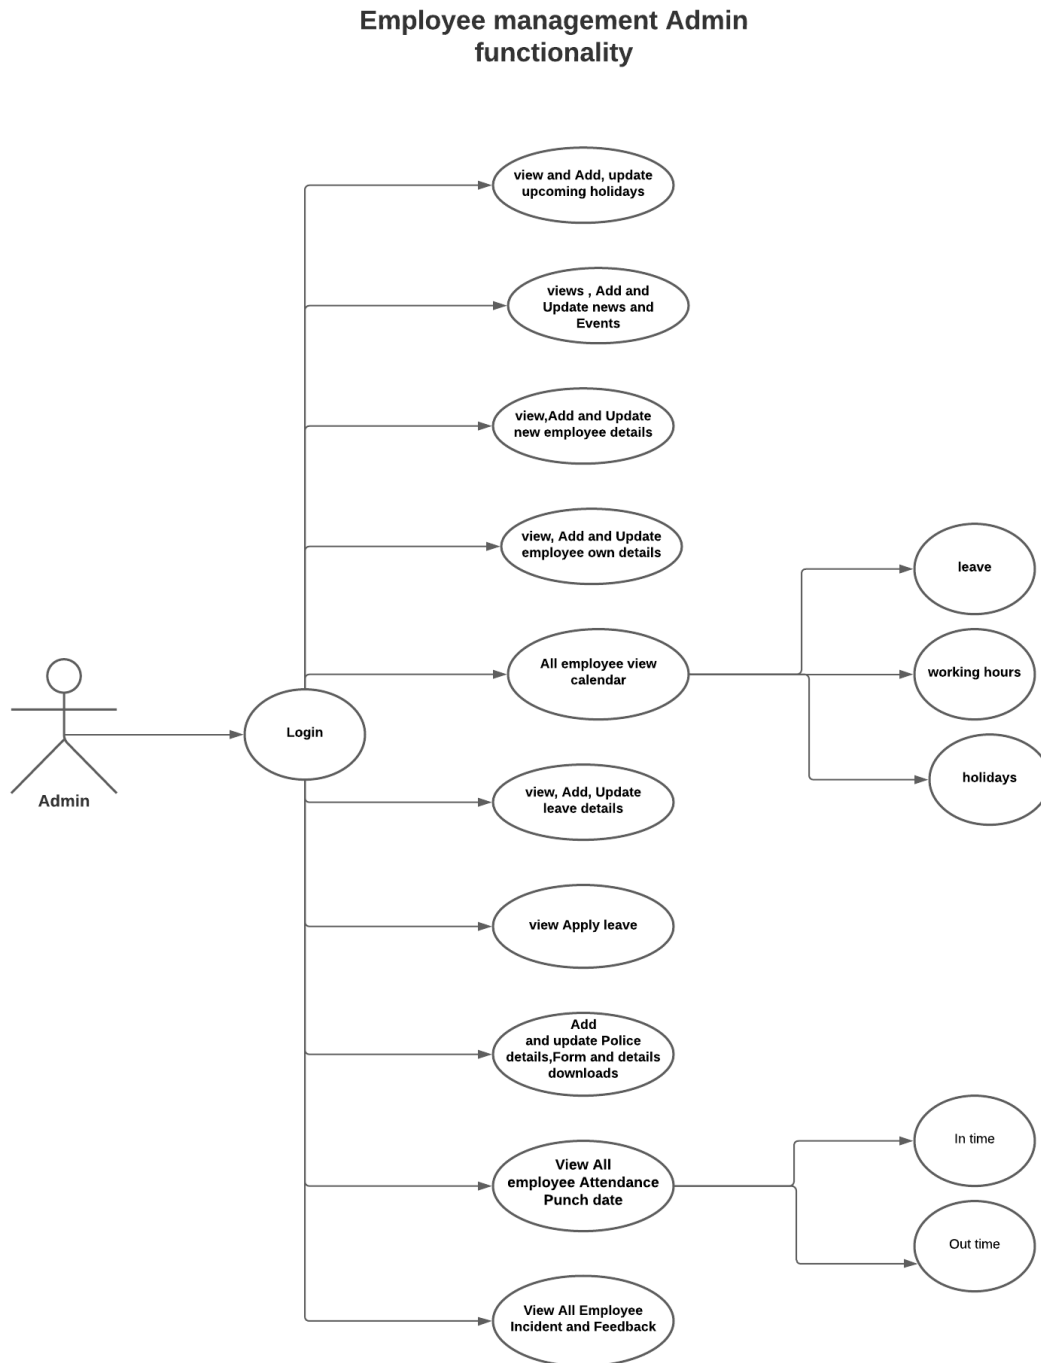 Employee management Admin
functionality
view and Add, update
upcoming holidays
views , Add and
Update news and
Events
view,Add and Update
new employee details
view, Add and Update
employee own details
leave
All employee view
calendar
working hours
Login
holidays
Admin
view, Add, Update
leave details
view Apply leave
Add
and update Police
details,Form and details
downloads
In time
View All
employee Attendance
Punch date
Out time
View All Employee
Incident and Feedback